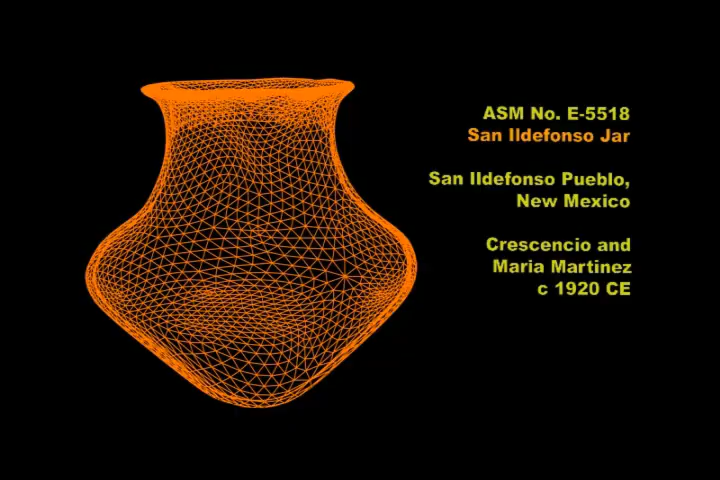 ASM No. E-5518
San Ildefonso Jar
San Ildefonso Pueblo,
New Mexico
Crescencio and
Maria Martinez
c 1920 CE